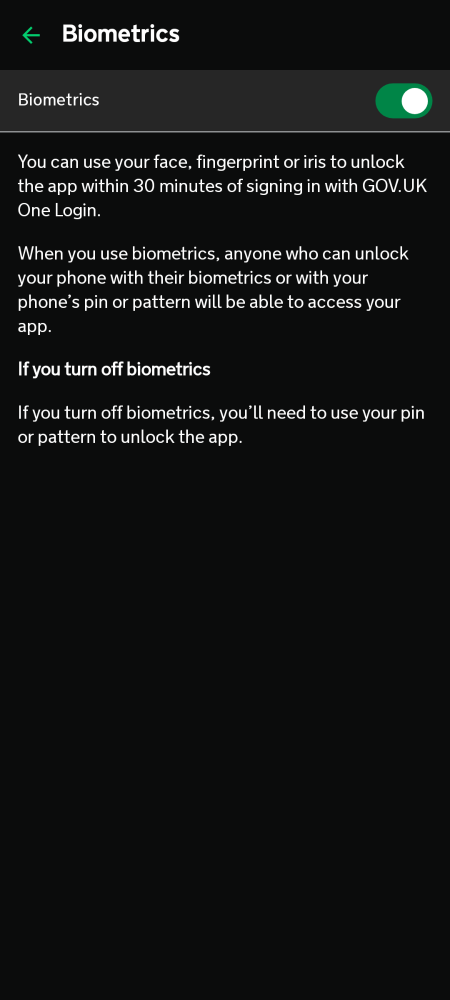 Biometrics
Biometrics
You can use your face, fingerprint or iris to unlock
the app within 30 minutes of signing in with GOV.UK
One Login.
When you use biometrics, anyone who can unlock
your phone with their biometrics or with your
phone’s pin or pattern will be able to access your
app.
If you turn off biometrics
If you turn off biometrics, you’ll need to use your pin
or pattern to unlock the app.